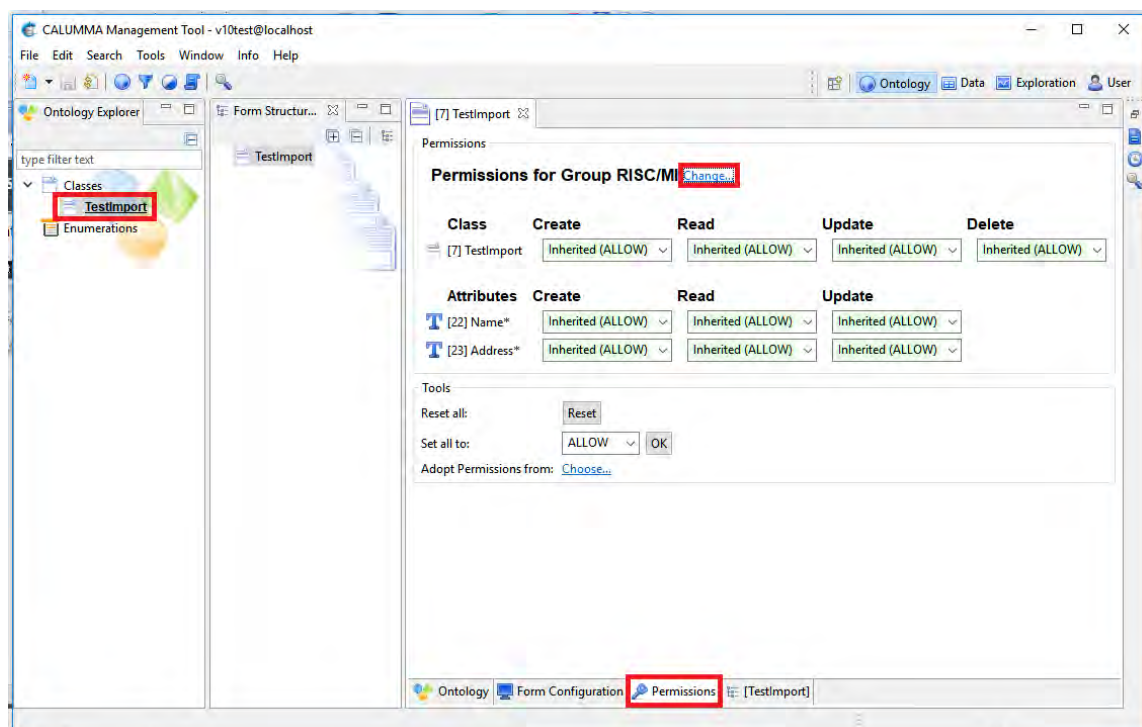 CALUMMA Management Tool - v10test@localhost
File Edit Search Tools Window Info Help
Ontology Data Exploration User
Ontology Explorer
Form Structur...
[7] TestImport
type filter text
Classes
TestImport
Enumerations
TestImport
Permissions
Permissions for Group RISC/MI Change...
Class Create Read Update Delete
[7] TestImport Inherited (ALLOW) Inherited (ALLOW) Inherited (ALLOW) Inherited (ALLOW)
Attributes Create Read Update
[22] Name* Inherited (ALLOW) Inherited (ALLOW) Inherited (ALLOW)
[23] Address* Inherited (ALLOW) Inherited (ALLOW) Inherited (ALLOW)
Tools
Reset all: Reset
Set all to: ALLOW OK
Adopt Permissions from: Choose...
Ontology Form Configuration Permissions [TestImport]